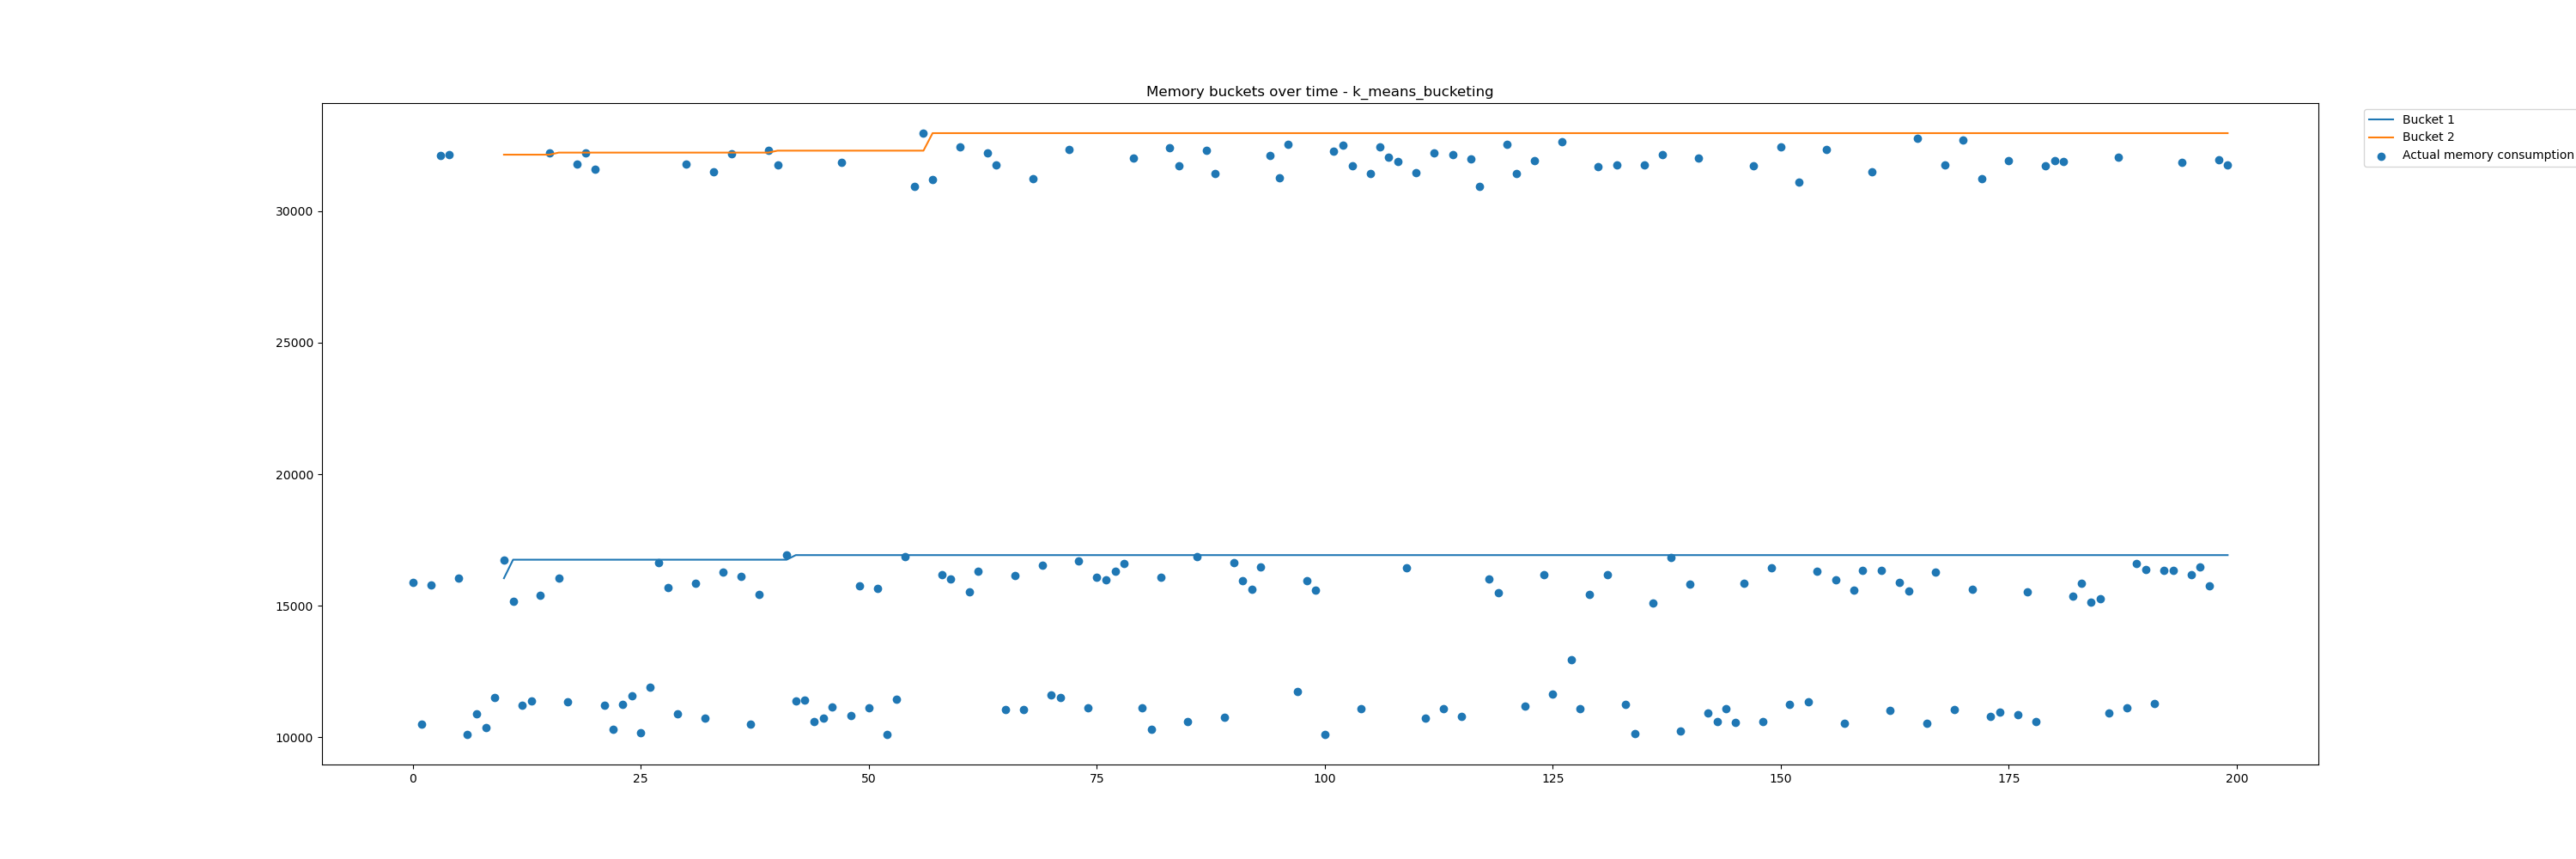 Memory buckets over time - k_means_bucketing
Bucket 1
Bucket 2
Actual memory consumption
30000
25000
20000
15000
10000
0 25 50 75 100 125 150 175 200